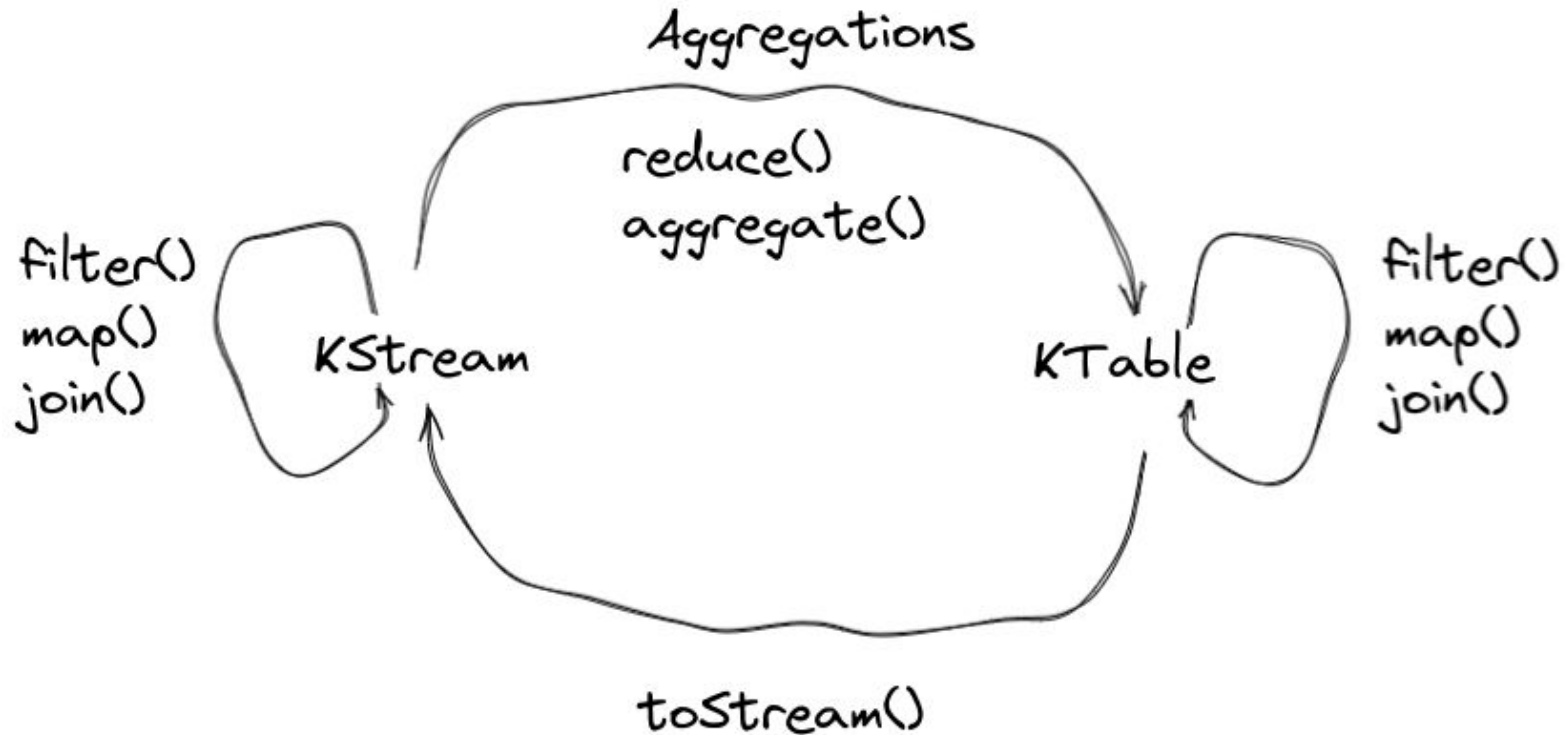 Aggregations
reduce()
aggregate()
filter()
map()
join()
KStream
KTable
filter()
map()
join()
toStream()